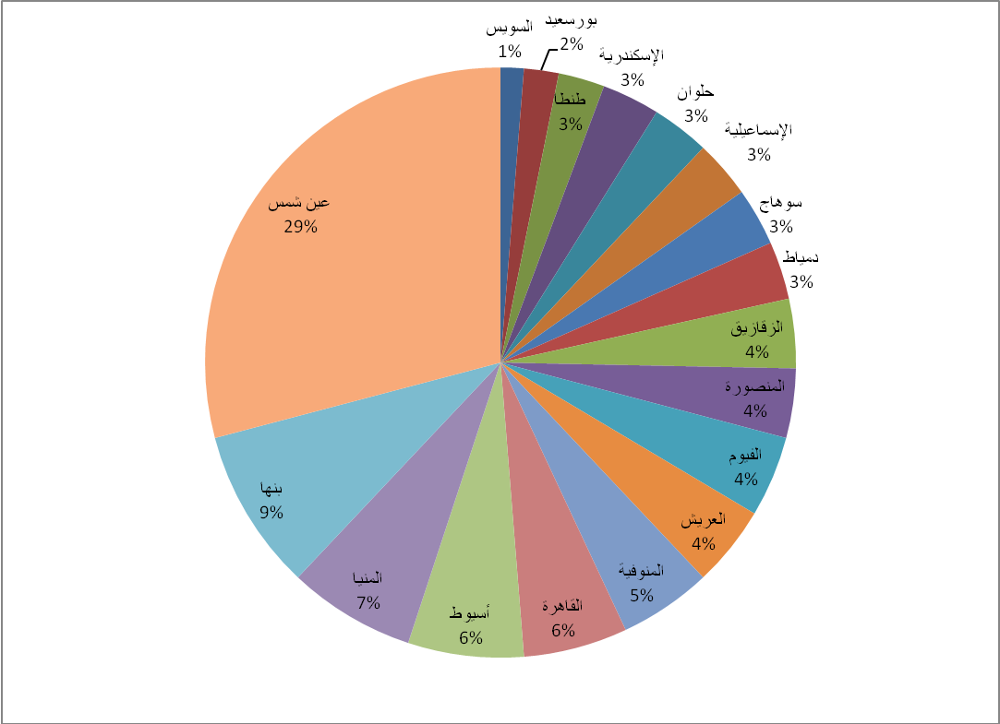 السويس
1%
بورسعيد
2%
طنطا
3%
الإسكندرية
3%
حلوان
3%
الإسماعيلية
3%
سوهاج
3%
دمياط
3%
الزقازيق
4%
المنصورة
4%
الفيوم
4%
العريش
4%
المنوفية
5%
القاهرة
6%
أسيوط
6%
المنيا
7%
بنها
9%
عين شمس
29%